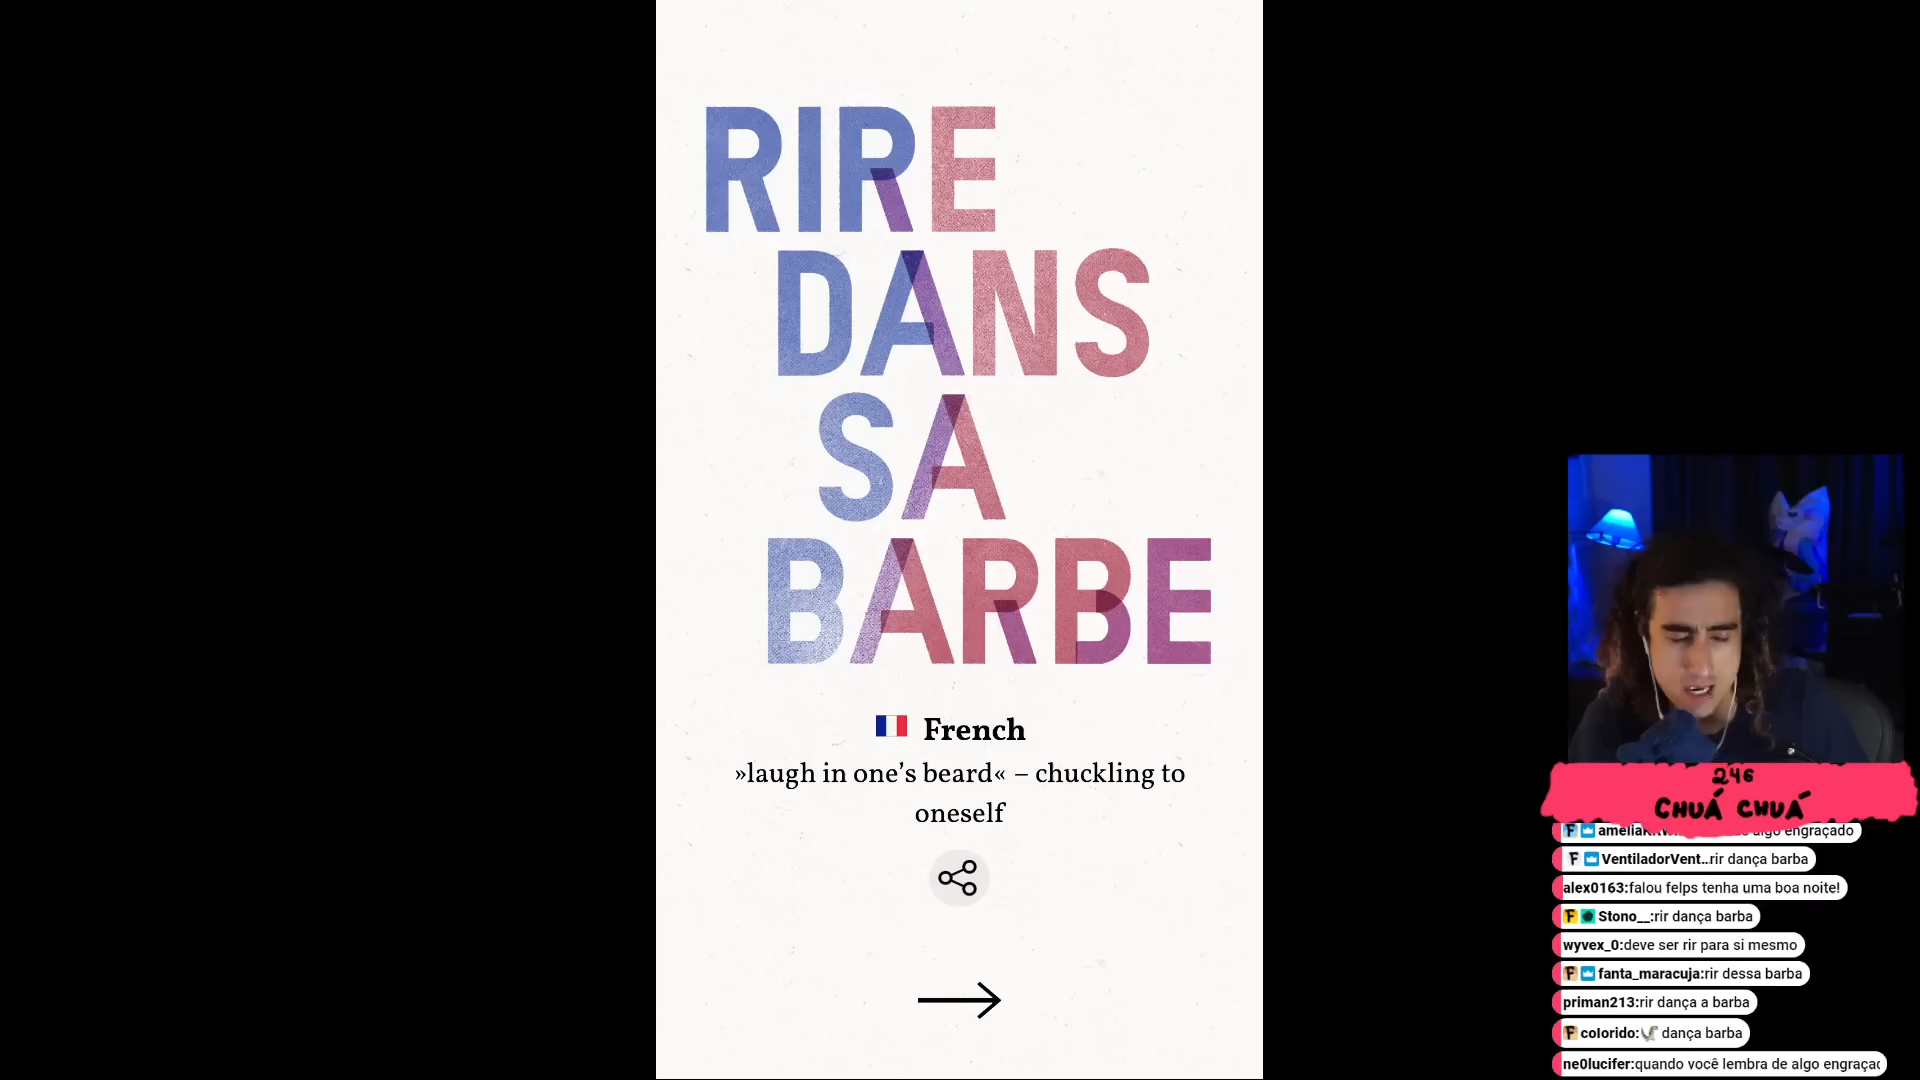 RIRE
DANS
SA
BARBE
French
»laugh in one’s beard« – chuckling to
oneself
246
CHUÁ CHUÁ
algo engraçado
VentiladorVent..rir dança barba
alex0163:falou felps tenha uma boa noite!
Stono__:rir dança barba
wyvex_0:deve ser rir para si mesmo
fanta_maracuja:rir dessa barba
priman213:rir dança a barba
colorido: dança barba
ne0lucifer:quando você lembra de algo engraçac